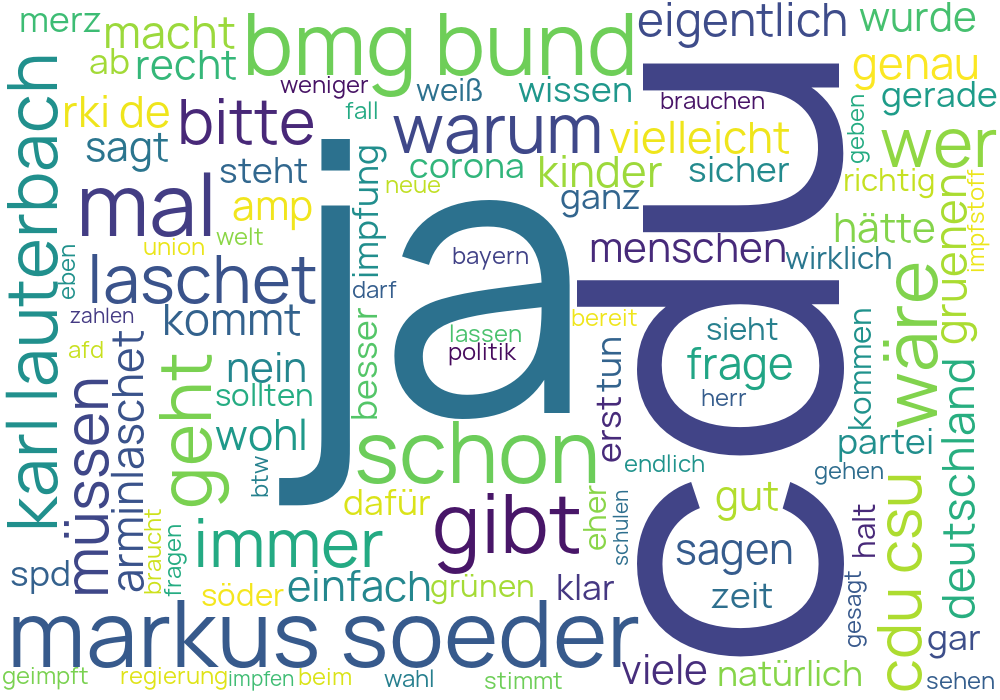 merz
macht
bmg bund
eigentlich
wurde
ab
recht
weniger
weiß
wissen
brauchen
genau
gerade
rki de
bitte
fall
warum
vielleicht
geben
wer
sagt
steht
corona
kinder
sicher
richtig
karl lauterbach
mal
amp
impfung
neue
ganz
cdu
impfstoff
union
welt
ja
menschen
hätte
gruenen
eben
laschet
bayern
wirklich
darf
zahlen
kommt
bereit
wäre
afd
arminlaschet
besser
lassen
politik
sieht
kommen
geht
nein
frage
sollten
tun
herr
deutschland
müssen
wohl
schon
erst
partei
btw
endlich
gehen
dafür
gut
immer
gibt
eher
schulen
sagen
halt
cdu csu
braucht
fragen
spd
söder
einfach
grünen
klar
zeit
gesagt
markus soeder
gar
geimpft
regierung
impfen
beim
wahl
stimmt
viele
natürlich
sehen